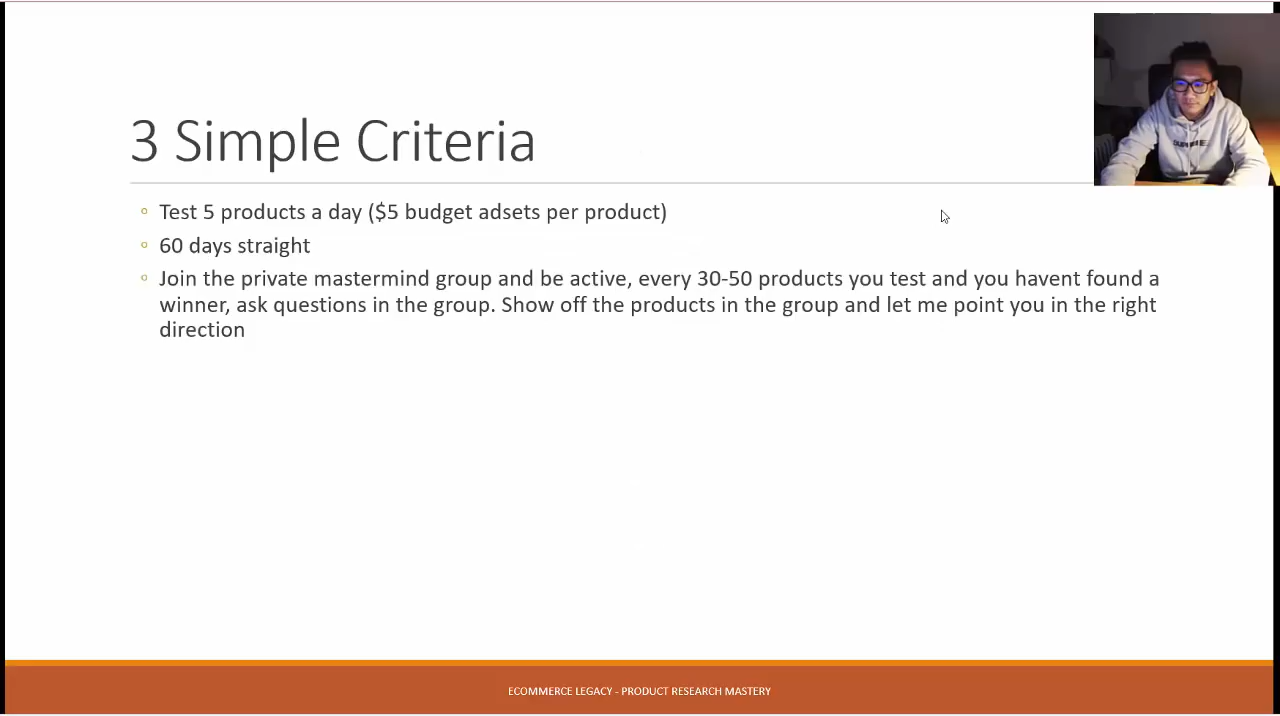 3 Simple Criteria
Test 5 products a day ($5 budget adsets per product)
60 days straight
Join the private mastermind group and be active, every 30-50 products you test and you havent found a
winner, ask questions in the group. Show off the products in the group and let me point you in the right
direction
ECOMMERCE LEGACY - PRODUCT RESEARCH MASTERY